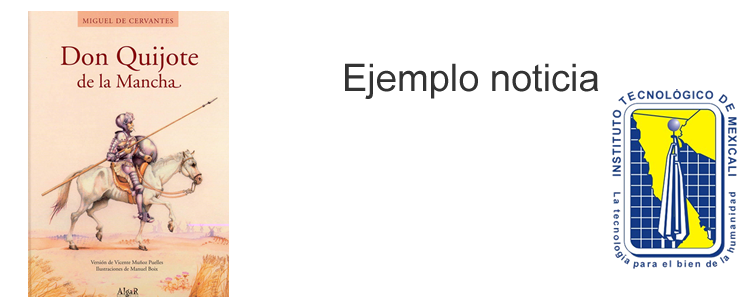 MIGUEL DE CERVANTES
Don Quijote
de la Mancha
Versión de Vicente Muñoz Puelles
Ilustraciones de Manuel Boix
AlgaR
Ejemplo noticia
INSTITUTO TECNOLÓGICO DE MEXICALI
La tecnología para el bien de la humanidad